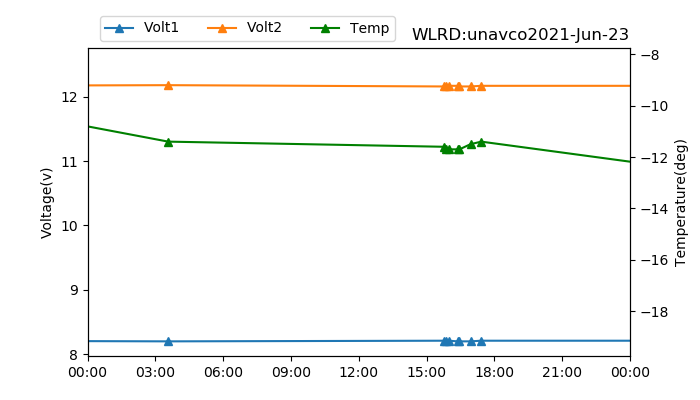 Volt1 Volt2 Temp
WLRD:unavco2021-Jun-23
Voltage(v)
12
11
10
9
8
−8
−10
−12
−14
−16
−18
Temperature(deg)
00:00 03:00 06:00 09:00 12:00 15:00 18:00 21:00 00:00